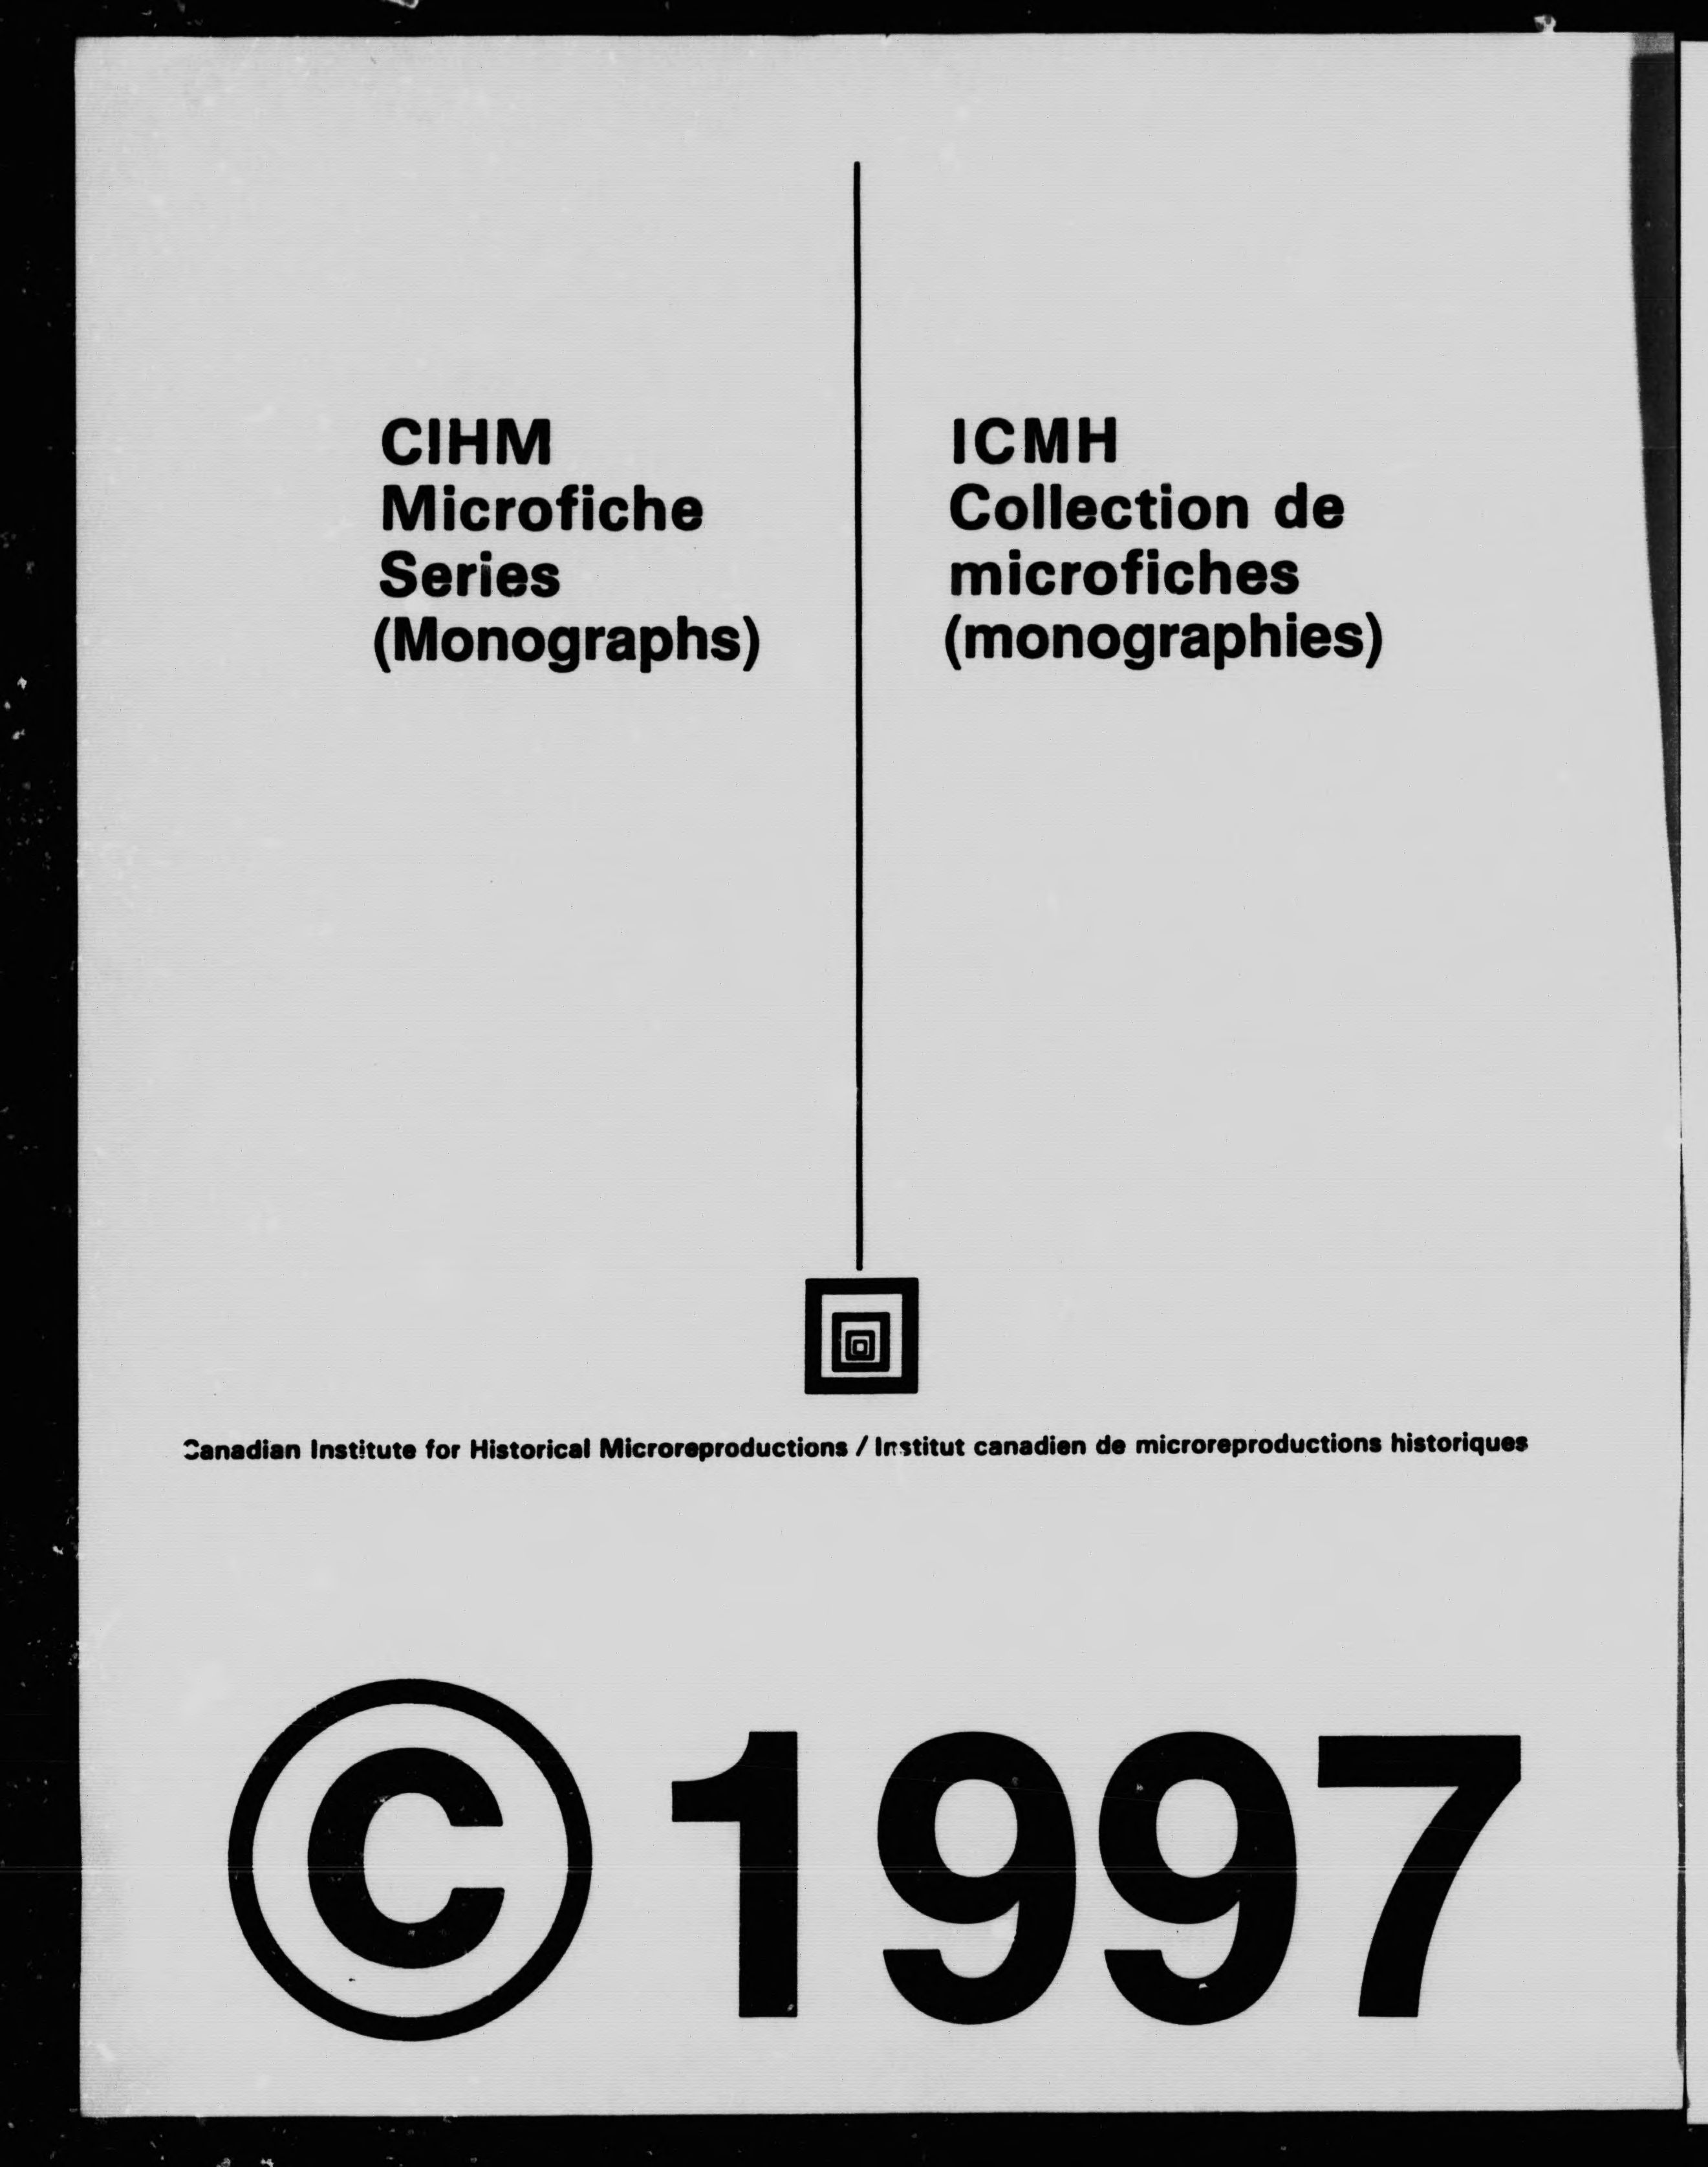 CIHM
Microfiche
Series
(Monographs)
ICMH
Collection de
microfiches
(monographies)
Canadian Institute for Historical Microreproductions / Institut canadien de microreproductions historiques
©1997